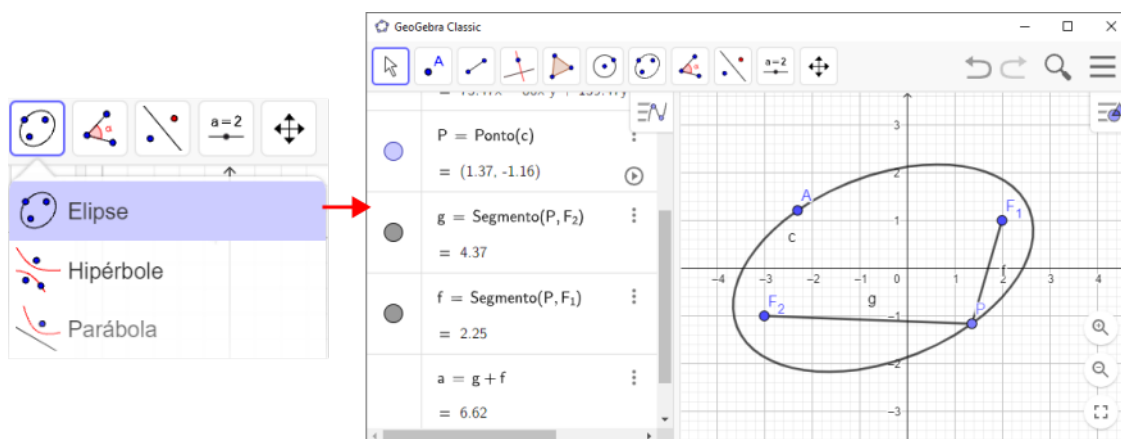 GeoGebra Classic
A
α
a=2
α
a=2
Elipse
Hipérbole
Parábola
P = Ponto(c)
= (1.37, -1.16)
g = Segmento(P, F₂)
= 4.37
f = Segmento(P, F₁)
= 2.25
a = g + f
= 6.62
3
2
A
F₁
1
c
f
−4 −3 −2 −1 0 1 2 3 4
F₂
g
P
−1
−2
−3